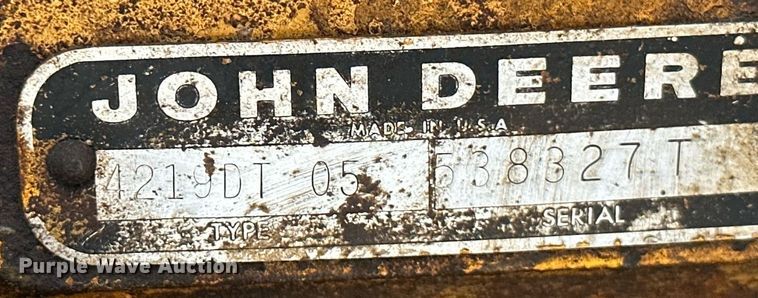 JOHN DEERE
MADE IN U.S.A
4219DT 05 538327 T
TYPE SERIAL
Purple Wave Auction